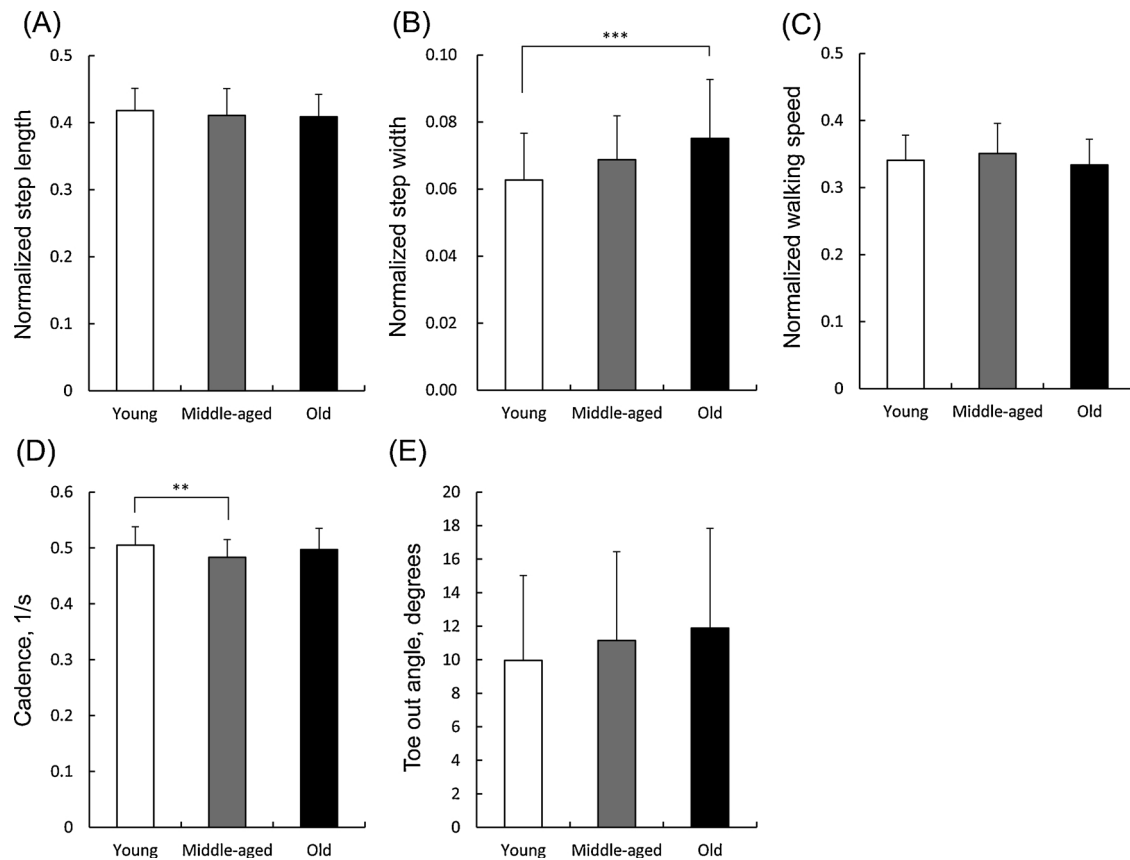 (A)
Normalized step length
0.5
0.4
0.3
0.2
0.1
0
Young Middle-aged Old
(B)
Normalized step width
0.10
0.08
0.06
0.04
0.02
0.00
***
Young Middle-aged Old
(C)
Normalized walking speed
0.5
0.4
0.3
0.2
0.1
0
Young Middle-aged Old
(D)
Cadence, 1/s
0.6
0.5
0.4
0.3
0.2
0.1
0
**
Young Middle-aged Old
(E)
Toe out angle, degrees
20
18
16
14
12
10
8
6
4
2
0
Young Middle-aged Old